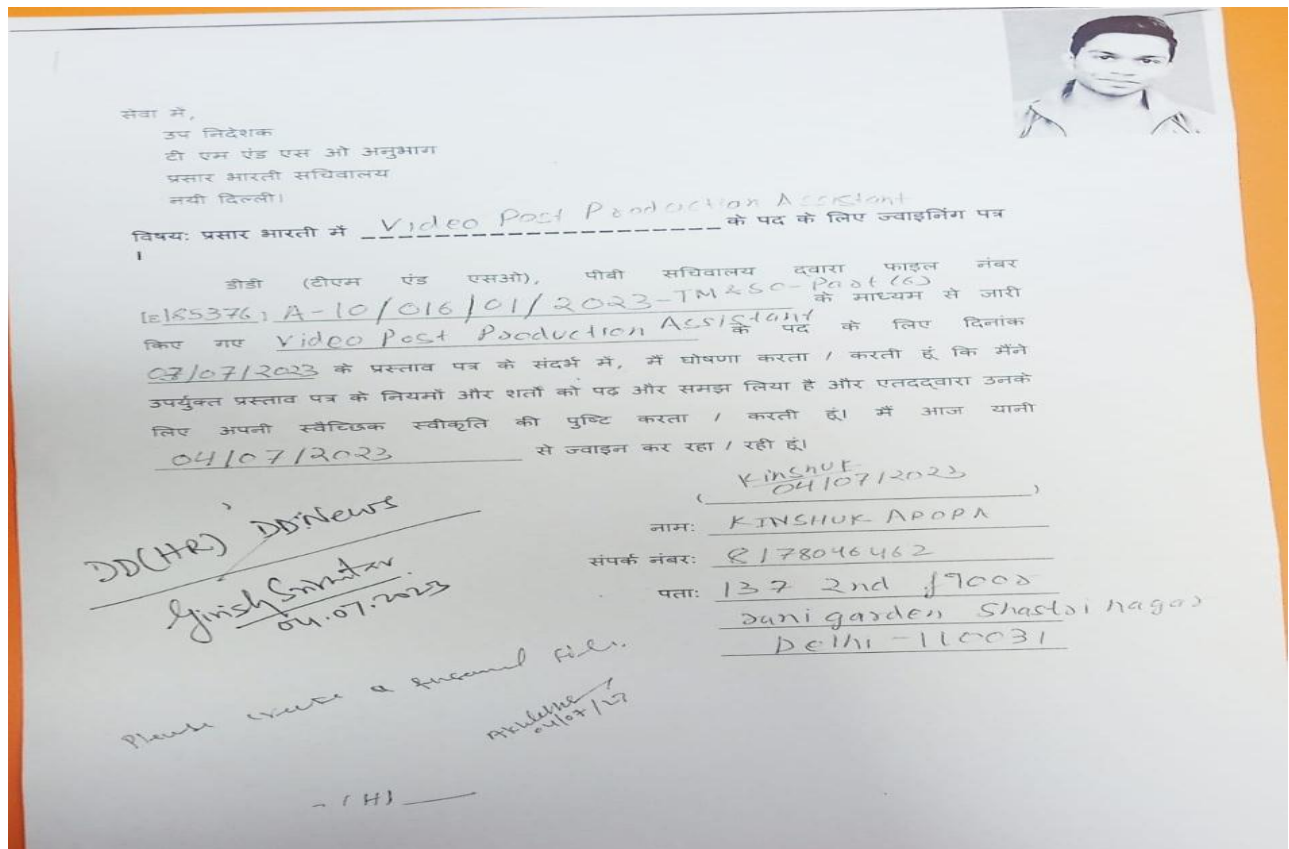 सेवा में,
उप निदेशक
टी एम एंड एस ओ अनुभाग
प्रसार भारती सचिवालय
नयी दिल्ली।
विषय: प्रसार भारती में Video Post Production Assistant के पद के लिए ज्वाइनिंग पत्र
।
डीडी (टीएम एंड एसओ), पीबी सचिवालय द्वारा फाइल नंबर
[E185376] A-10/016/01/2023-TM&SO-Part(6) के माध्यम से जारी
किए गए Video Post Production Assistant के पद के लिए दिनांक
03/07/2023 के प्रस्ताव पत्र के संदर्भ में, मैं घोषणा करता / करती हूं कि मैंने
उपर्युक्त प्रस्ताव पत्र के नियमों और शर्तों को पढ़ और समझ लिया है और एतदद्वारा उनके
लिए अपनी स्वैच्छिक स्वीकृति की पुष्टि करता / करती हूं। मैं आज यानी
04/07/2023 से ज्वाइन कर रहा / रही हूं।
Kinshuk
( 04/07/2023 )
नाम: KINSHUK ARORA
संपर्क नंबर: 8178046462
पता: 137 2nd floor
rani garden Shastri nagar
Delhi - 110031
DD(HR) DD News
Girish
04.07.2023
Please create a file.
04/07/23
- (H)